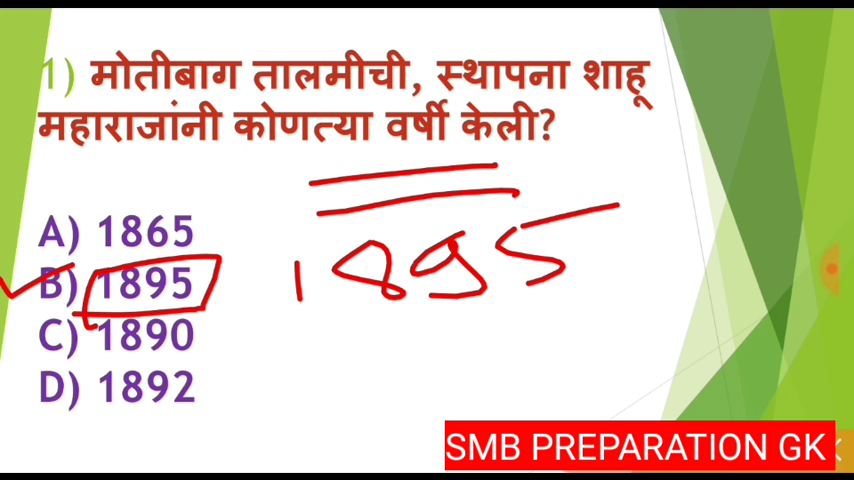 1) मोतीबाग तालमीची, स्थापना शाहू
महाराजांनी कोणत्या वर्षी केली?
A) 1865
B) 1895
1895
C) 1890
D) 1892
SMB PREPARATION GK